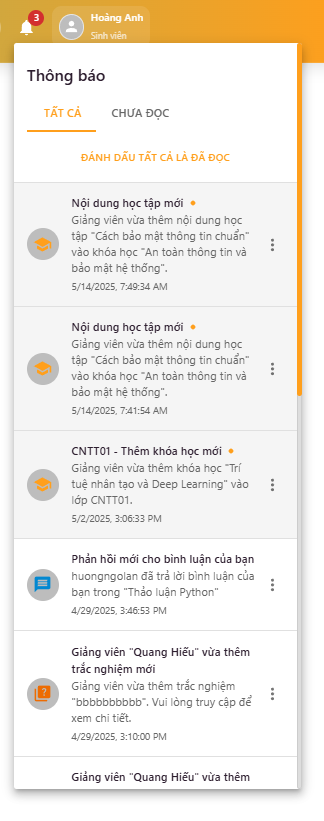 3
Hoảng Anh
Sinh viên
Thông báo
TẤT CẢ
CHƯA ĐỌC
ĐÁNH DẤU TẤT CẢ LÀ ĐÃ ĐỌC
Nội dung học tập mới
Giảng viên vừa thêm nội dung học
tập "Cách bảo mật thông tin chuẩn"
vào khóa học "An toàn thông tin và
bảo mật hệ thống".
5/14/2025, 7:49:34 AM
Nội dung học tập mới
Giảng viên vừa thêm nội dung học
tập "Cách bảo mật thông tin chuẩn"
vào khóa học "An toàn thông tin và
bảo mật hệ thống".
5/14/2025, 7:41:54 AM
CNTT01 - Thêm khóa học mới
Giảng viên vừa thêm khóa học "Trí
tuệ nhân tạo và Deep Learning" vào
lớp CNTT01.
5/2/2025, 3:06:33 PM
Phản hồi mới cho bình luận của bạn
huongngolan đã trả lời bình luận của
bạn trong "Thảo luận Python"
4/29/2025, 3:46:53 PM
Giảng viên "Quang Hiếu" vừa thêm
trắc nghiệm mới
Giảng viên vừa thêm trắc nghiệm
"bbbbbbbbbb". Vui lòng truy cập để
xem chi tiết.
4/29/2025, 3:10:00 PM
Giảng viên "Quang Hiếu" vừa thêm